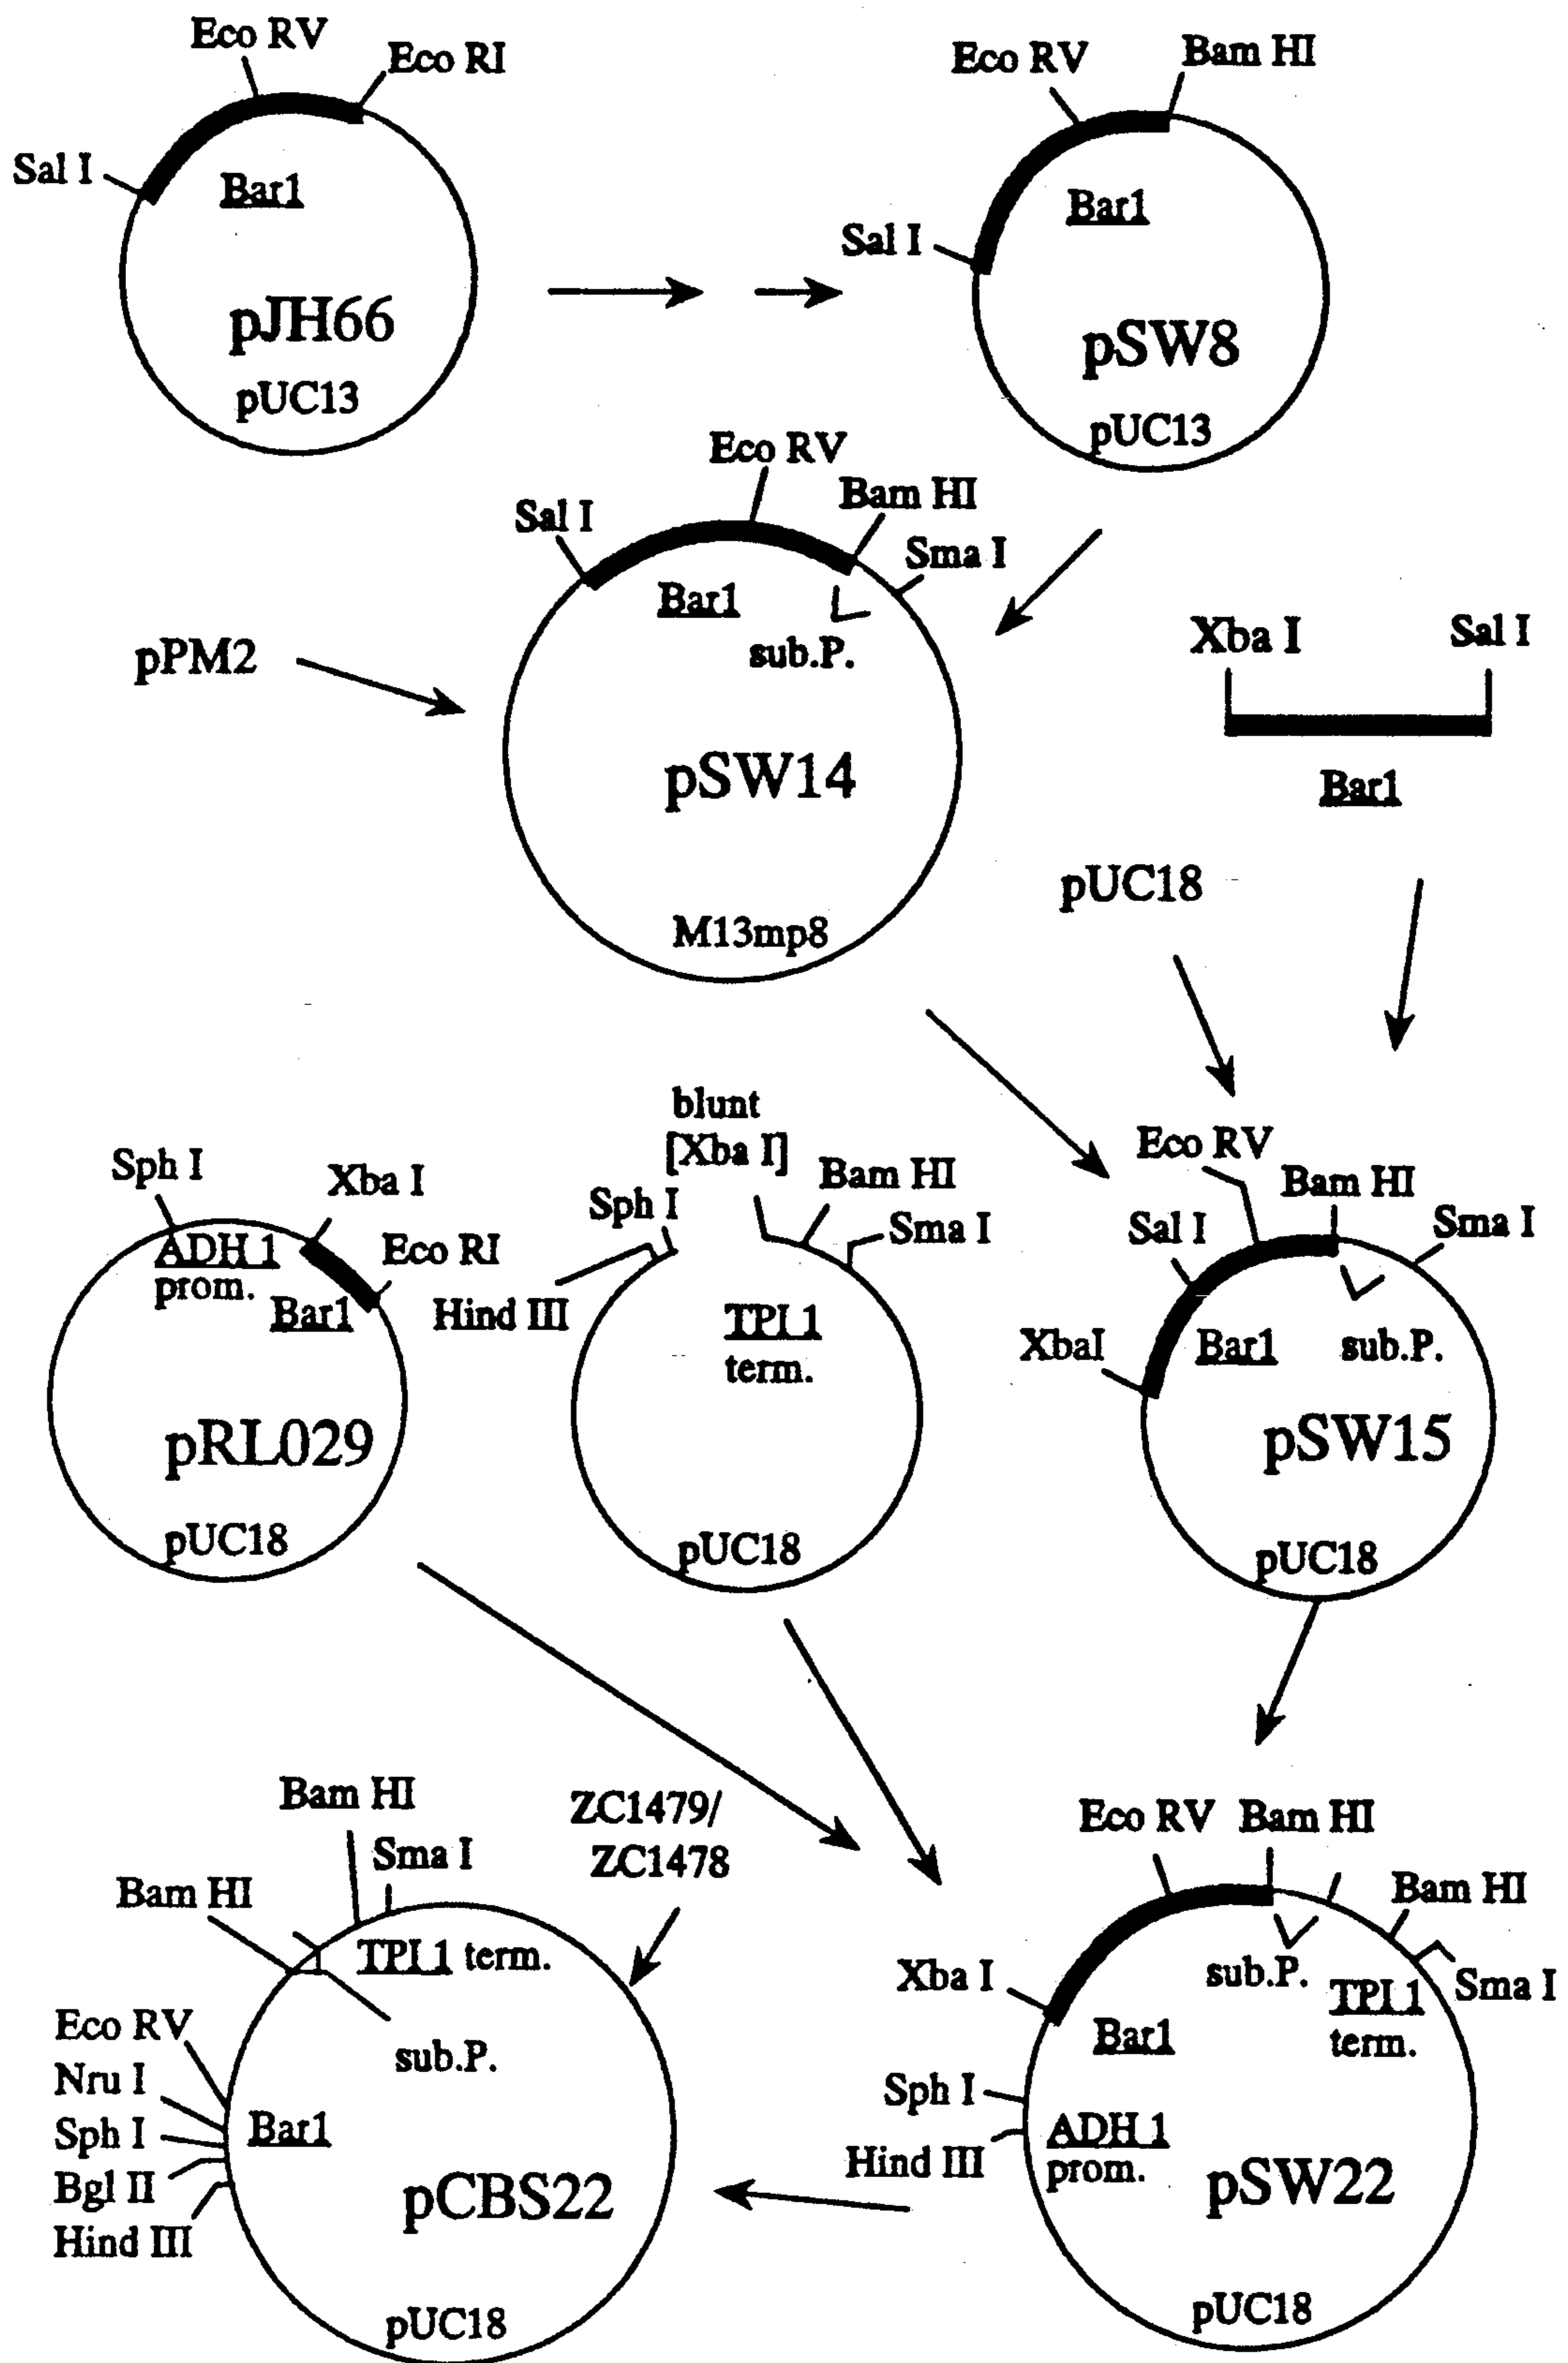 Eco RV
Eco RI
Sal I
Bar1
pJH66
pUC13
Eco RV
Bam HI
Sal I
Bar1
pSW8
pUC13
Eco RV
Bam HI
Sal I
Sma I
Bar1
sub.P.
pPM2
pSW14
M13mp8
Xba I
Sal I
Bar1
pUC18
Sph I
Xba I
ADH 1
prom.
Eco RI
Bar1
pRL029
pUC18
blunt
[Xba I]
Bam HI
Sph I
Sma I
Hind III
TPI 1
term.
pUC18
Eco RV
Bam HI
Sal I
Sma I
XbaI
Bar1
sub.P.
pSW15
pUC18
Bam HI
Sma I
Bam HI
ZC1479/
ZC1478
TPI 1 term.
sub.P.
Eco RV
Nru I
Sph I
Bgl II
Hind III
Bar1
pCBS22
pUC18
Eco RV Bam HI
Bam HI
Xba I
sub.P.
Sma I
TPI 1
term.
Bar1
Sph I
Hind III
ADH 1
prom.
pSW22
pUC18